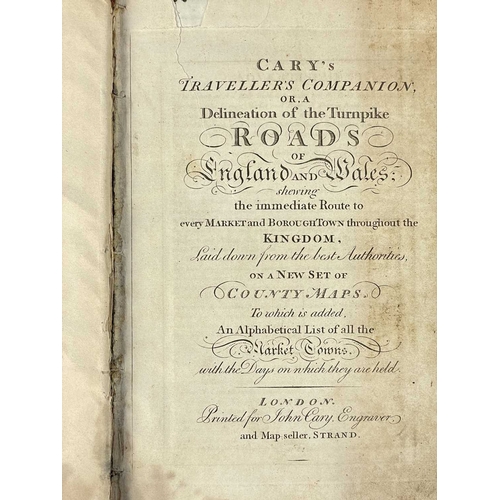 CARY'S
TRAVELLER'S COMPANION,
OR, A
Delineation of the Turnpike
ROADS
OF
England AND Wales;
shewing
the immediate Route to
every MARKET and BOROUGH TOWN throughout the
KINGDOM,
Laid down from the best Authorities,
ON A NEW SET OF
COUNTY MAPS.
To which is added,
An Alphabetical List of all the
Market Towns,
with the Days on which they are held.
LONDON.
Printed for John Cary, Engraver,
and Map seller, STRAND.